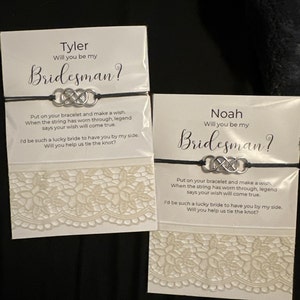 Tyler
Will you be my
Bridesman?
Put on your bracelet and make a wish...
When the string has worn through, legend
says your wish will come true.
I'd be such a lucky bride to have you by my side.
Will you help us tie the knot?
Noah
Will you be my
Bridesman?
Put on your bracelet and make a wish...
When the string has worn through, legend
says your wish will come true.
I'd be such a lucky bride to have you by my side.
Will you help us tie the knot?